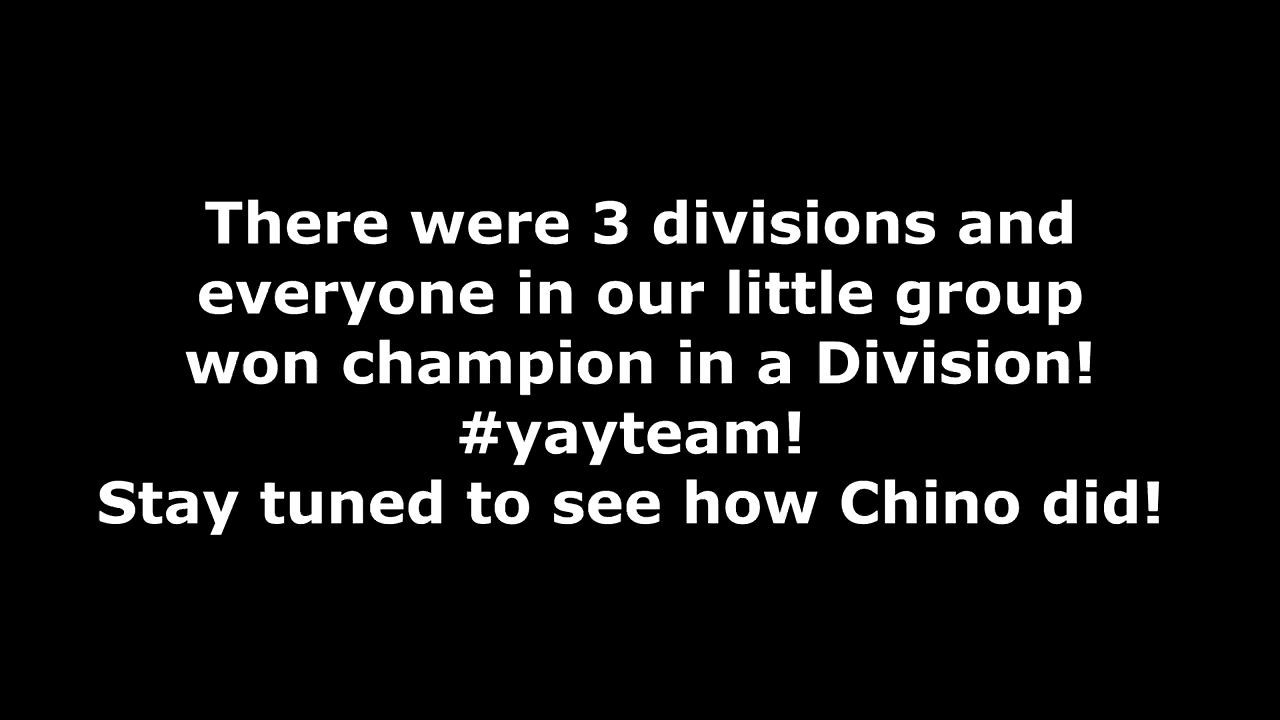 There were 3 divisions and
everyone in our little group
won champion in a Division!
#yayteam!
Stay tuned to see how Chino did!